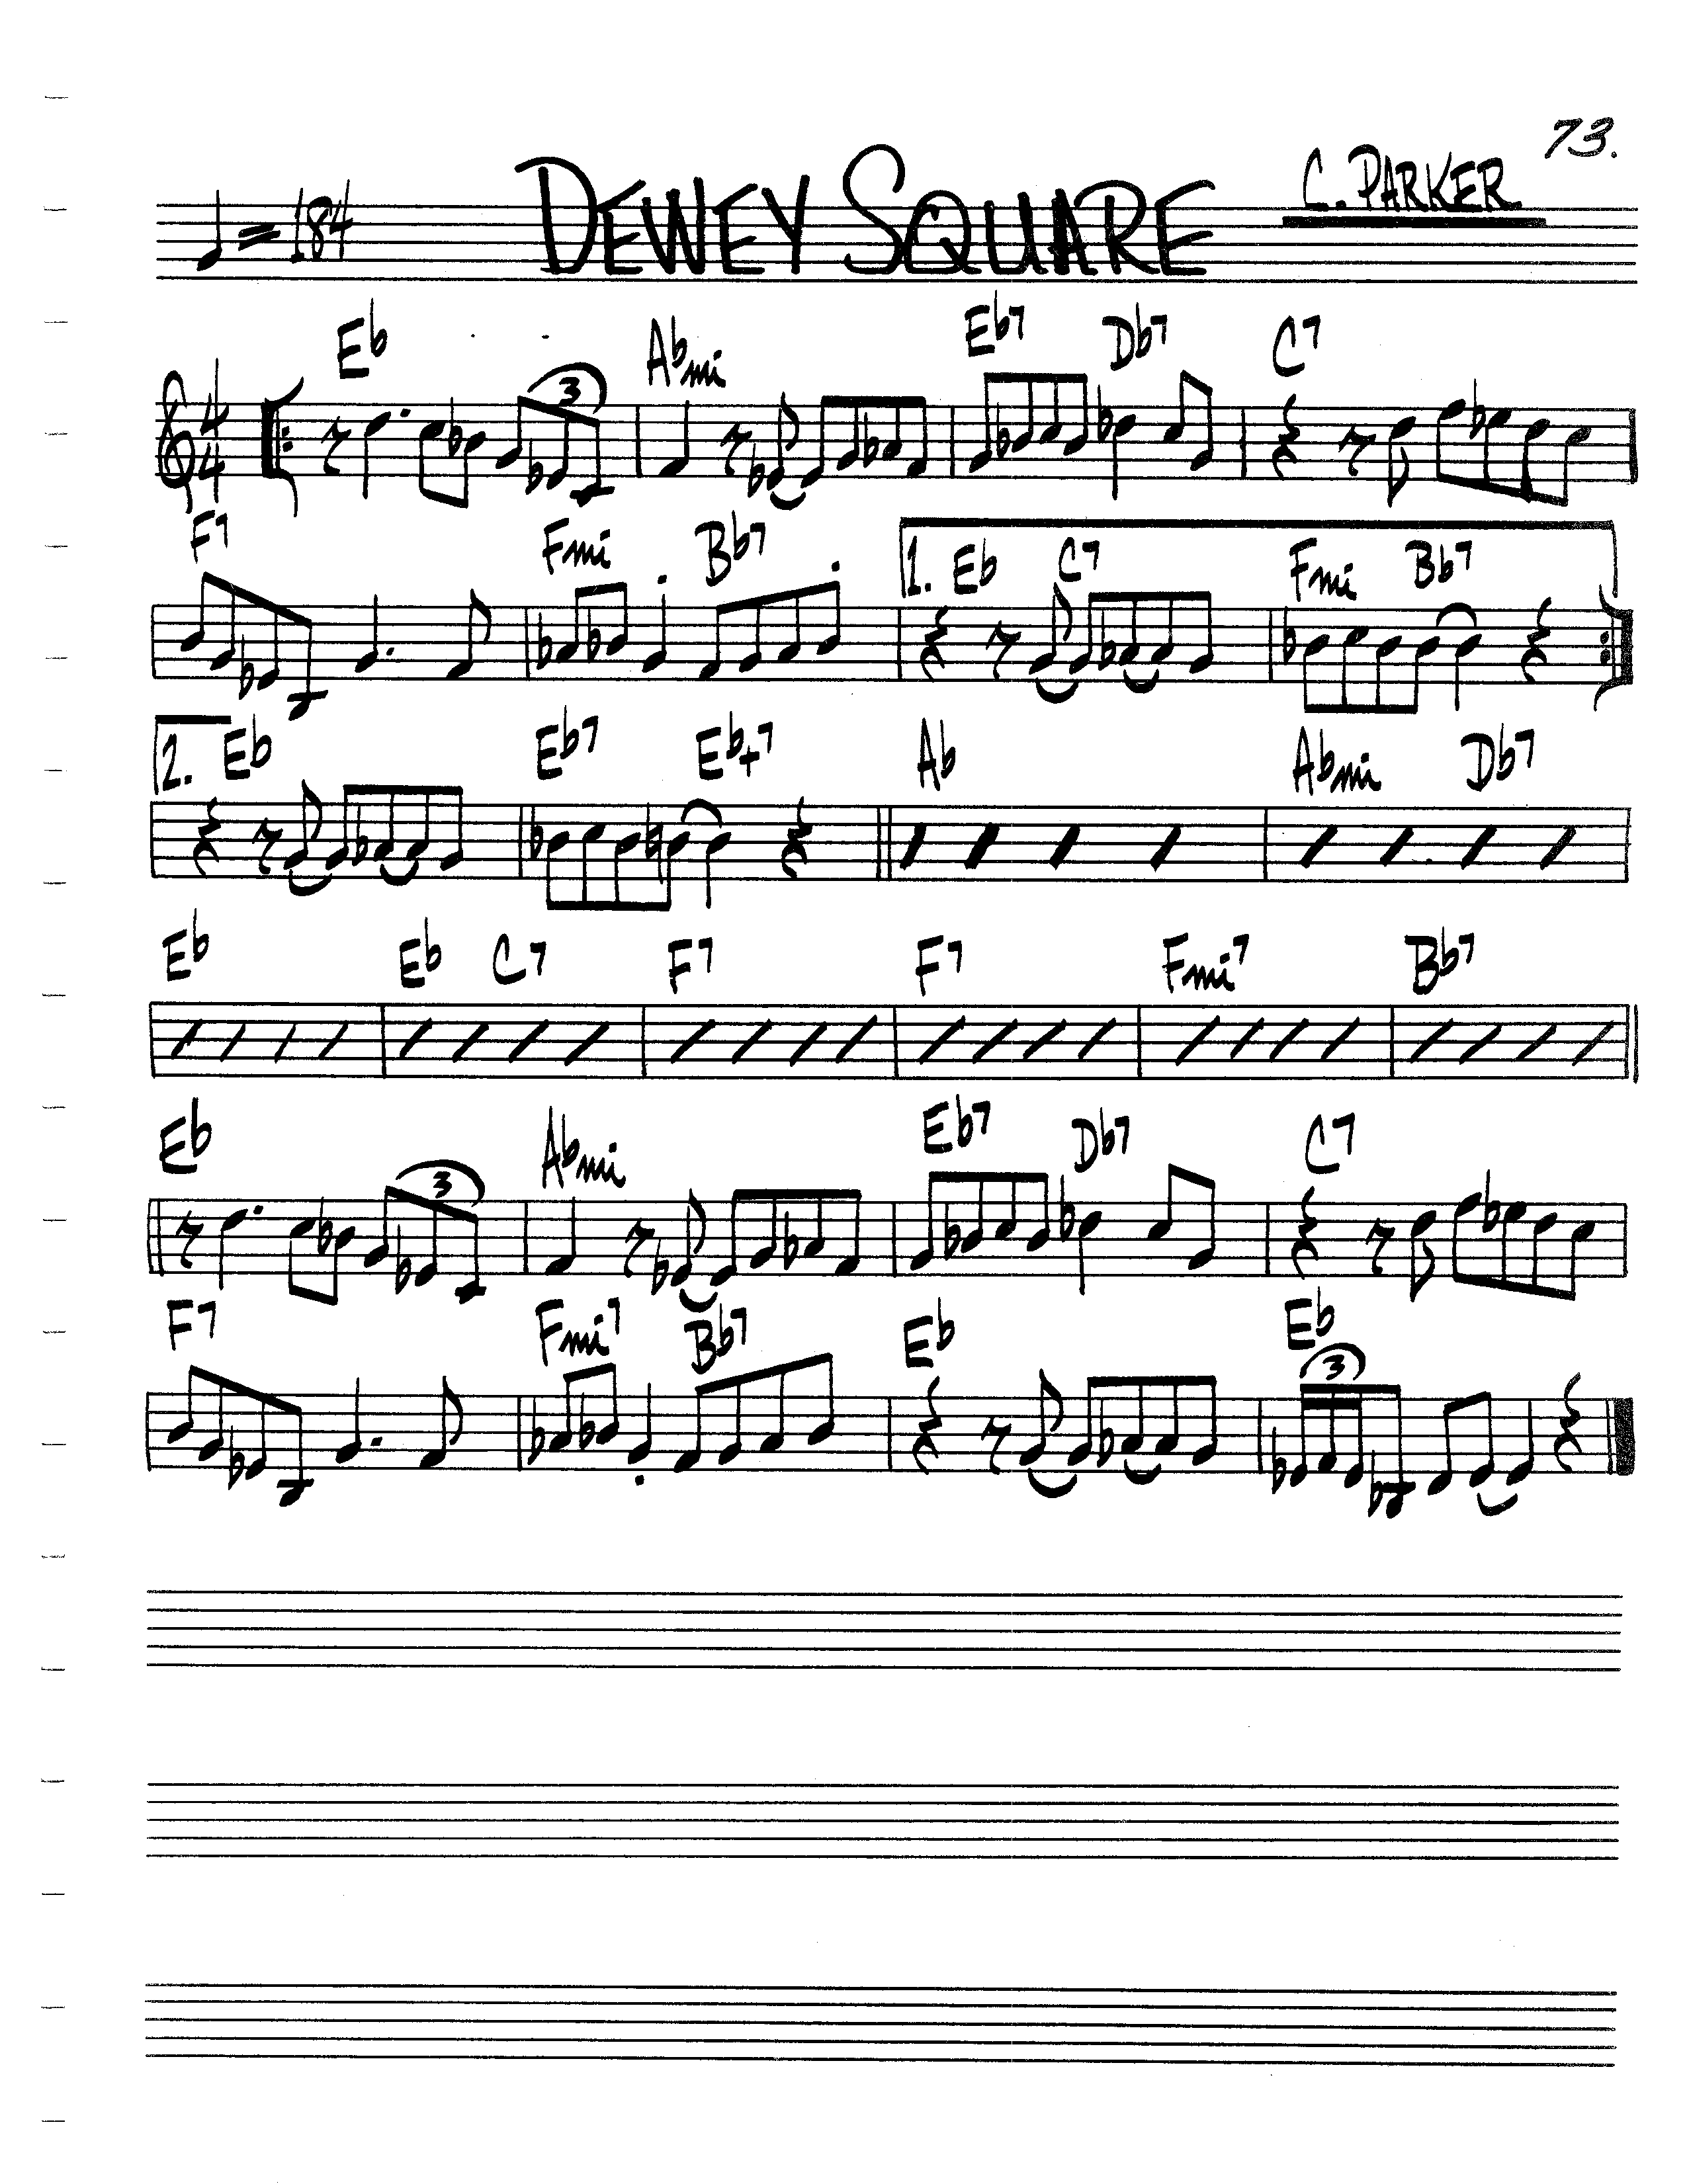 73.
♩=184 DEWEY SQUARE C. PARKER
Eb Abmi Eb7 Db7 C7
4
4
3
F7 Fmi Bb7 1. Eb C7 Fmi Bb7
2. Eb Eb7 Eb+7 Ab Abmi Db7
Eb Eb C7 F7 F7 Fmi7 Bb7
Eb Abmi Eb7 Db7 C7
3
F7 Fmi7 Bb7 Eb Eb
3